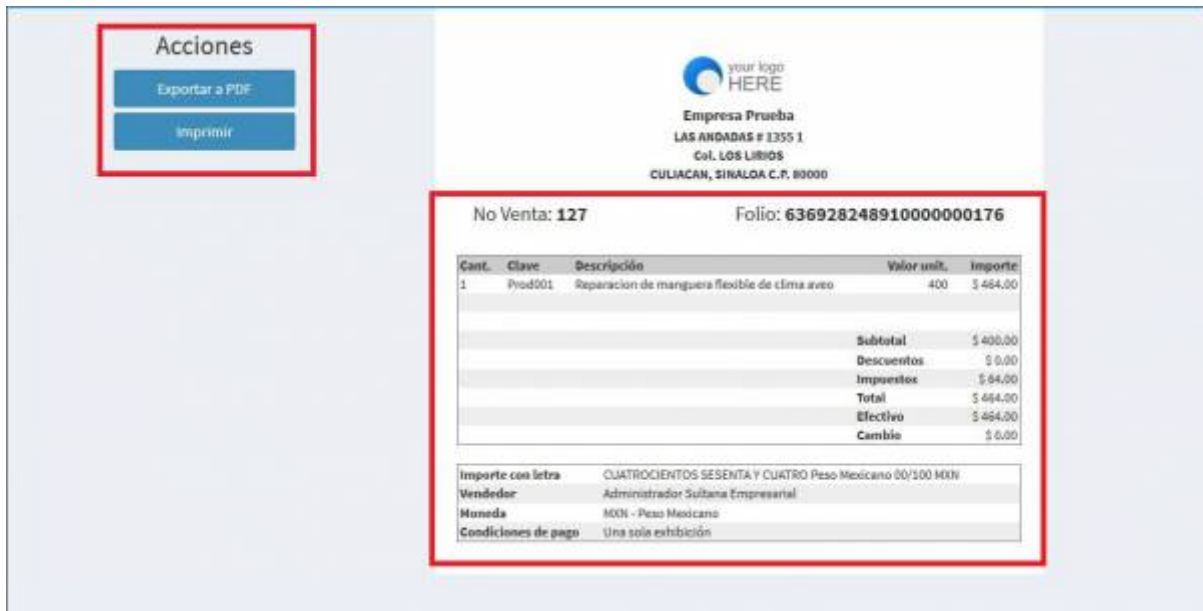 Acciones
Exportar a PDF
Imprimir
your logo
HERE
Empresa Prueba
LAS ANDADAS # 1355 1
Col. LOS LIRIOS
CULIACAN, SINALOA C.P. 80000
No Venta: 127 Folio: 636928248910000000176
Cant. Clave Descripción Valor unit. Importe
1 Prod001 Reparacion de manguera flexible de clima aveo 400 $ 464.00
Subtotal $ 400.00
Descuentos $ 0.00
Impuestos $ 64.00
Total $ 464.00
Efectivo $ 464.00
Cambio $ 0.00
Importe con letra CUATROCIENTOS SESENTA Y CUATRO Peso Mexicano 00/100 MXN
Vendedor Administrador Sultana Empresarial
Moneda MXN - Peso Mexicano
Condiciones de pago Una sola exhibición